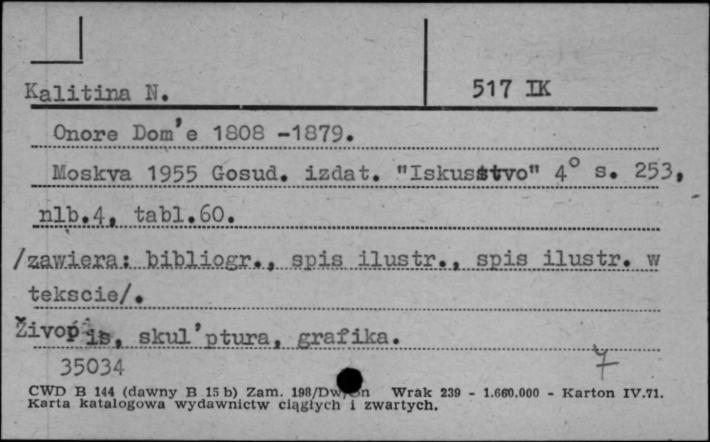 Kalitina N.
517 IK
Onore Dom'e 1808 -1879.
Moskva 1955 Gosud. izdat. "Iskusstvo" 4° s. 253,
nlb.4, tabl.60.
/zawiera: bibliogr., spis ilustr., spis ilustr. w
tekscie/.
Živopis, skul'ptura, grafika.
35034
7
CWD B 144 (dawny B 15 b) Zam. 198/Dw/ Wrak 239 - 1.660.000 - Karton IV.71.
Karta katalogowa wydawnictw ciągłych i zwartych.